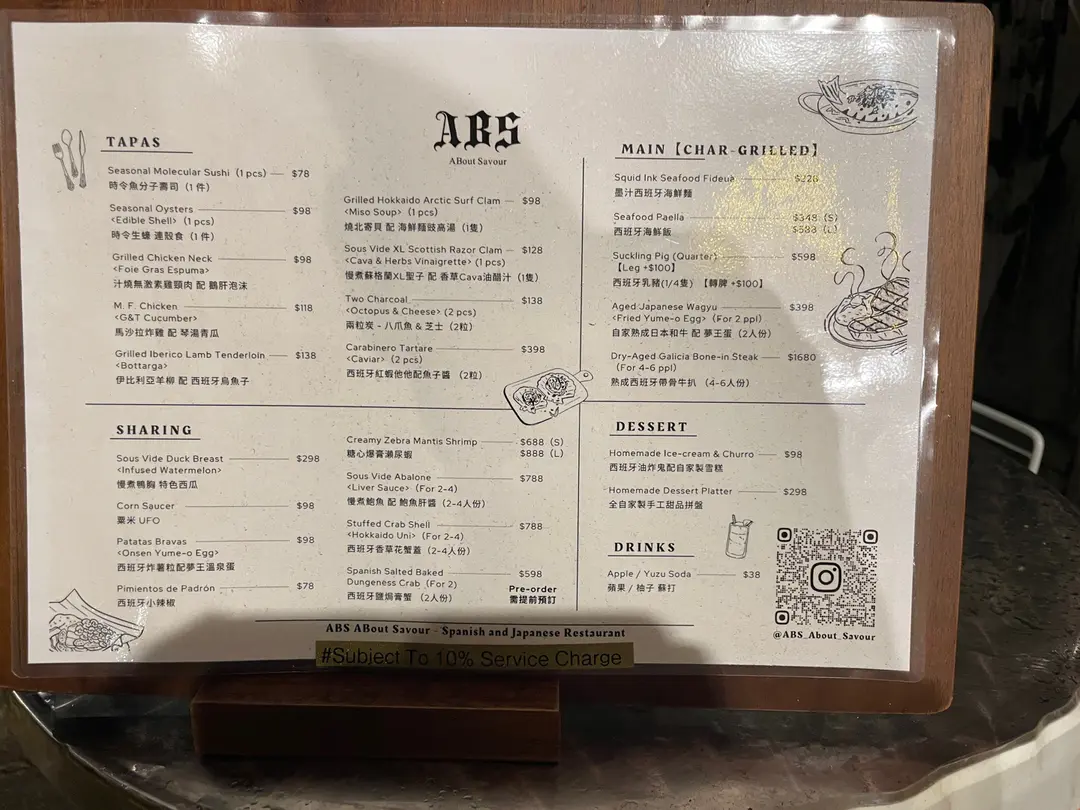 ABS
ABout Savour
TAPAS
Seasonal Molecular Sushi (1 pcs) $78
時令魚分子壽司 (1 件)
Seasonal Oysters $98
<Edible Shell> (1 pcs)
時令生蠔 連殼食 (1 件)
Grilled Chicken Neck $98
<Foie Gras Espuma>
汁燒無激素雞頸肉 配 鵝肝泡沫
M. F. Chicken $118
<G&T Cucumber>
馬沙拉炸雞 配 琴湯青瓜
Grilled Iberico Lamb Tenderloin $138
<Bottarga>
伊比利亞羊柳 配 西班牙烏魚子
Grilled Hokkaido Arctic Surf Clam $98
<Miso Soup> (1 pcs)
燒北寄貝 配 海鮮麵豉高湯 (1隻)
Sous Vide XL Scottish Razor Clam $128
<Cava & Herbs Vinaigrette> (1 pcs)
慢煮蘇格蘭XL聖子 配 香草Cava油醋汁 (1隻)
Two Charcoal $138
<Octopus & Cheese> (2 pcs)
兩粒炭 - 八爪魚 & 芝士 (2粒)
Carabinero Tartare $398
<Caviar> (2 pcs)
西班牙紅蝦他他配魚子醬 (2粒)
MAIN【CHAR-GRILLED】
Squid Ink Seafood Fideua $228
墨汁西班牙海鮮麵
Seafood Paella $348 (S)
西班牙海鮮飯 $588 (L)
Suckling Pig (Quarter) $598
【Leg +$100】
西班牙乳豬(1/4隻) 【轉脾 +$100】
Aged Japanese Wagyu $398
<Fried Yume-o Egg> (For 2 ppl)
自家熟成日本和牛 配 夢王蛋 (2人份)
Dry-Aged Galicia Bone-in Steak $1680
(For 4-6 ppl)
熟成西班牙帶骨牛扒 (4-6人份)
SHARING
Sous Vide Duck Breast $298
<Infused Watermelon>
慢煮鴨胸 特色西瓜
Corn Saucer $98
粟米 UFO
Patatas Bravas $98
<Onsen Yume-o Egg>
西班牙炸薯粒配夢王溫泉蛋
Pimientos de Padrón $78
西班牙小辣椒
Creamy Zebra Mantis Shrimp $688 (S)
糖心爆膏瀨尿蝦 $888 (L)
Sous Vide Abalone $788
<Liver Sauce> (For 2-4)
慢煮鮑魚 配 鮑魚肝醬 (2-4人份)
Stuffed Crab Shell $788
<Hokkaido Uni> (For 2-4)
西班牙香草花蟹蓋 (2-4人份)
Spanish Salted Baked $598
Dungeness Crab (For 2) Pre-order
西班牙鹽焗膏蟹 (2人份) 需提前預訂
DESSERT
Homemade Ice-cream & Churro $98
西班牙油炸鬼配自家製雪糕
Homemade Dessert Platter $298
全自家製手工甜品拼盤
DRINKS
Apple / Yuzu Soda $38
蘋果 / 柚子 蘇打
@ABS_About_Savour
ABS ABout Savour - Spanish and Japanese Restaurant
#Subject To 10% Service Charge